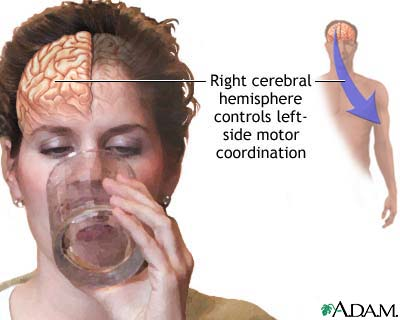 Right cerebral
hemisphere
controls left-
side motor
coordination
A.D.A.M.